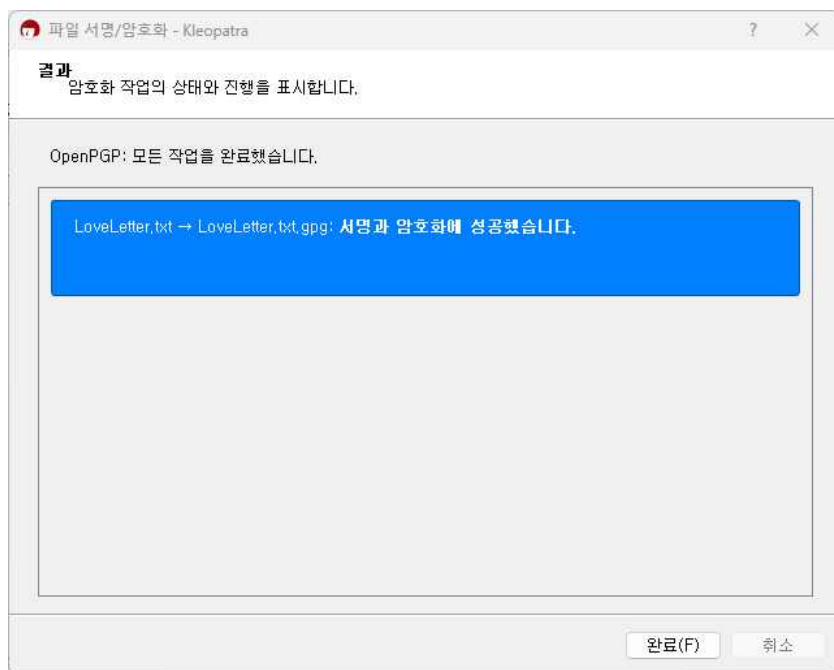 파일 서명/암호화 - Kleopatra
결과
암호화 작업의 상태와 진행을 표시합니다.
OpenPGP: 모든 작업을 완료했습니다.
LoveLetter.txt → LoveLetter.txt.gpg: 서명과 암호화에 성공했습니다.
완료(F) 취소